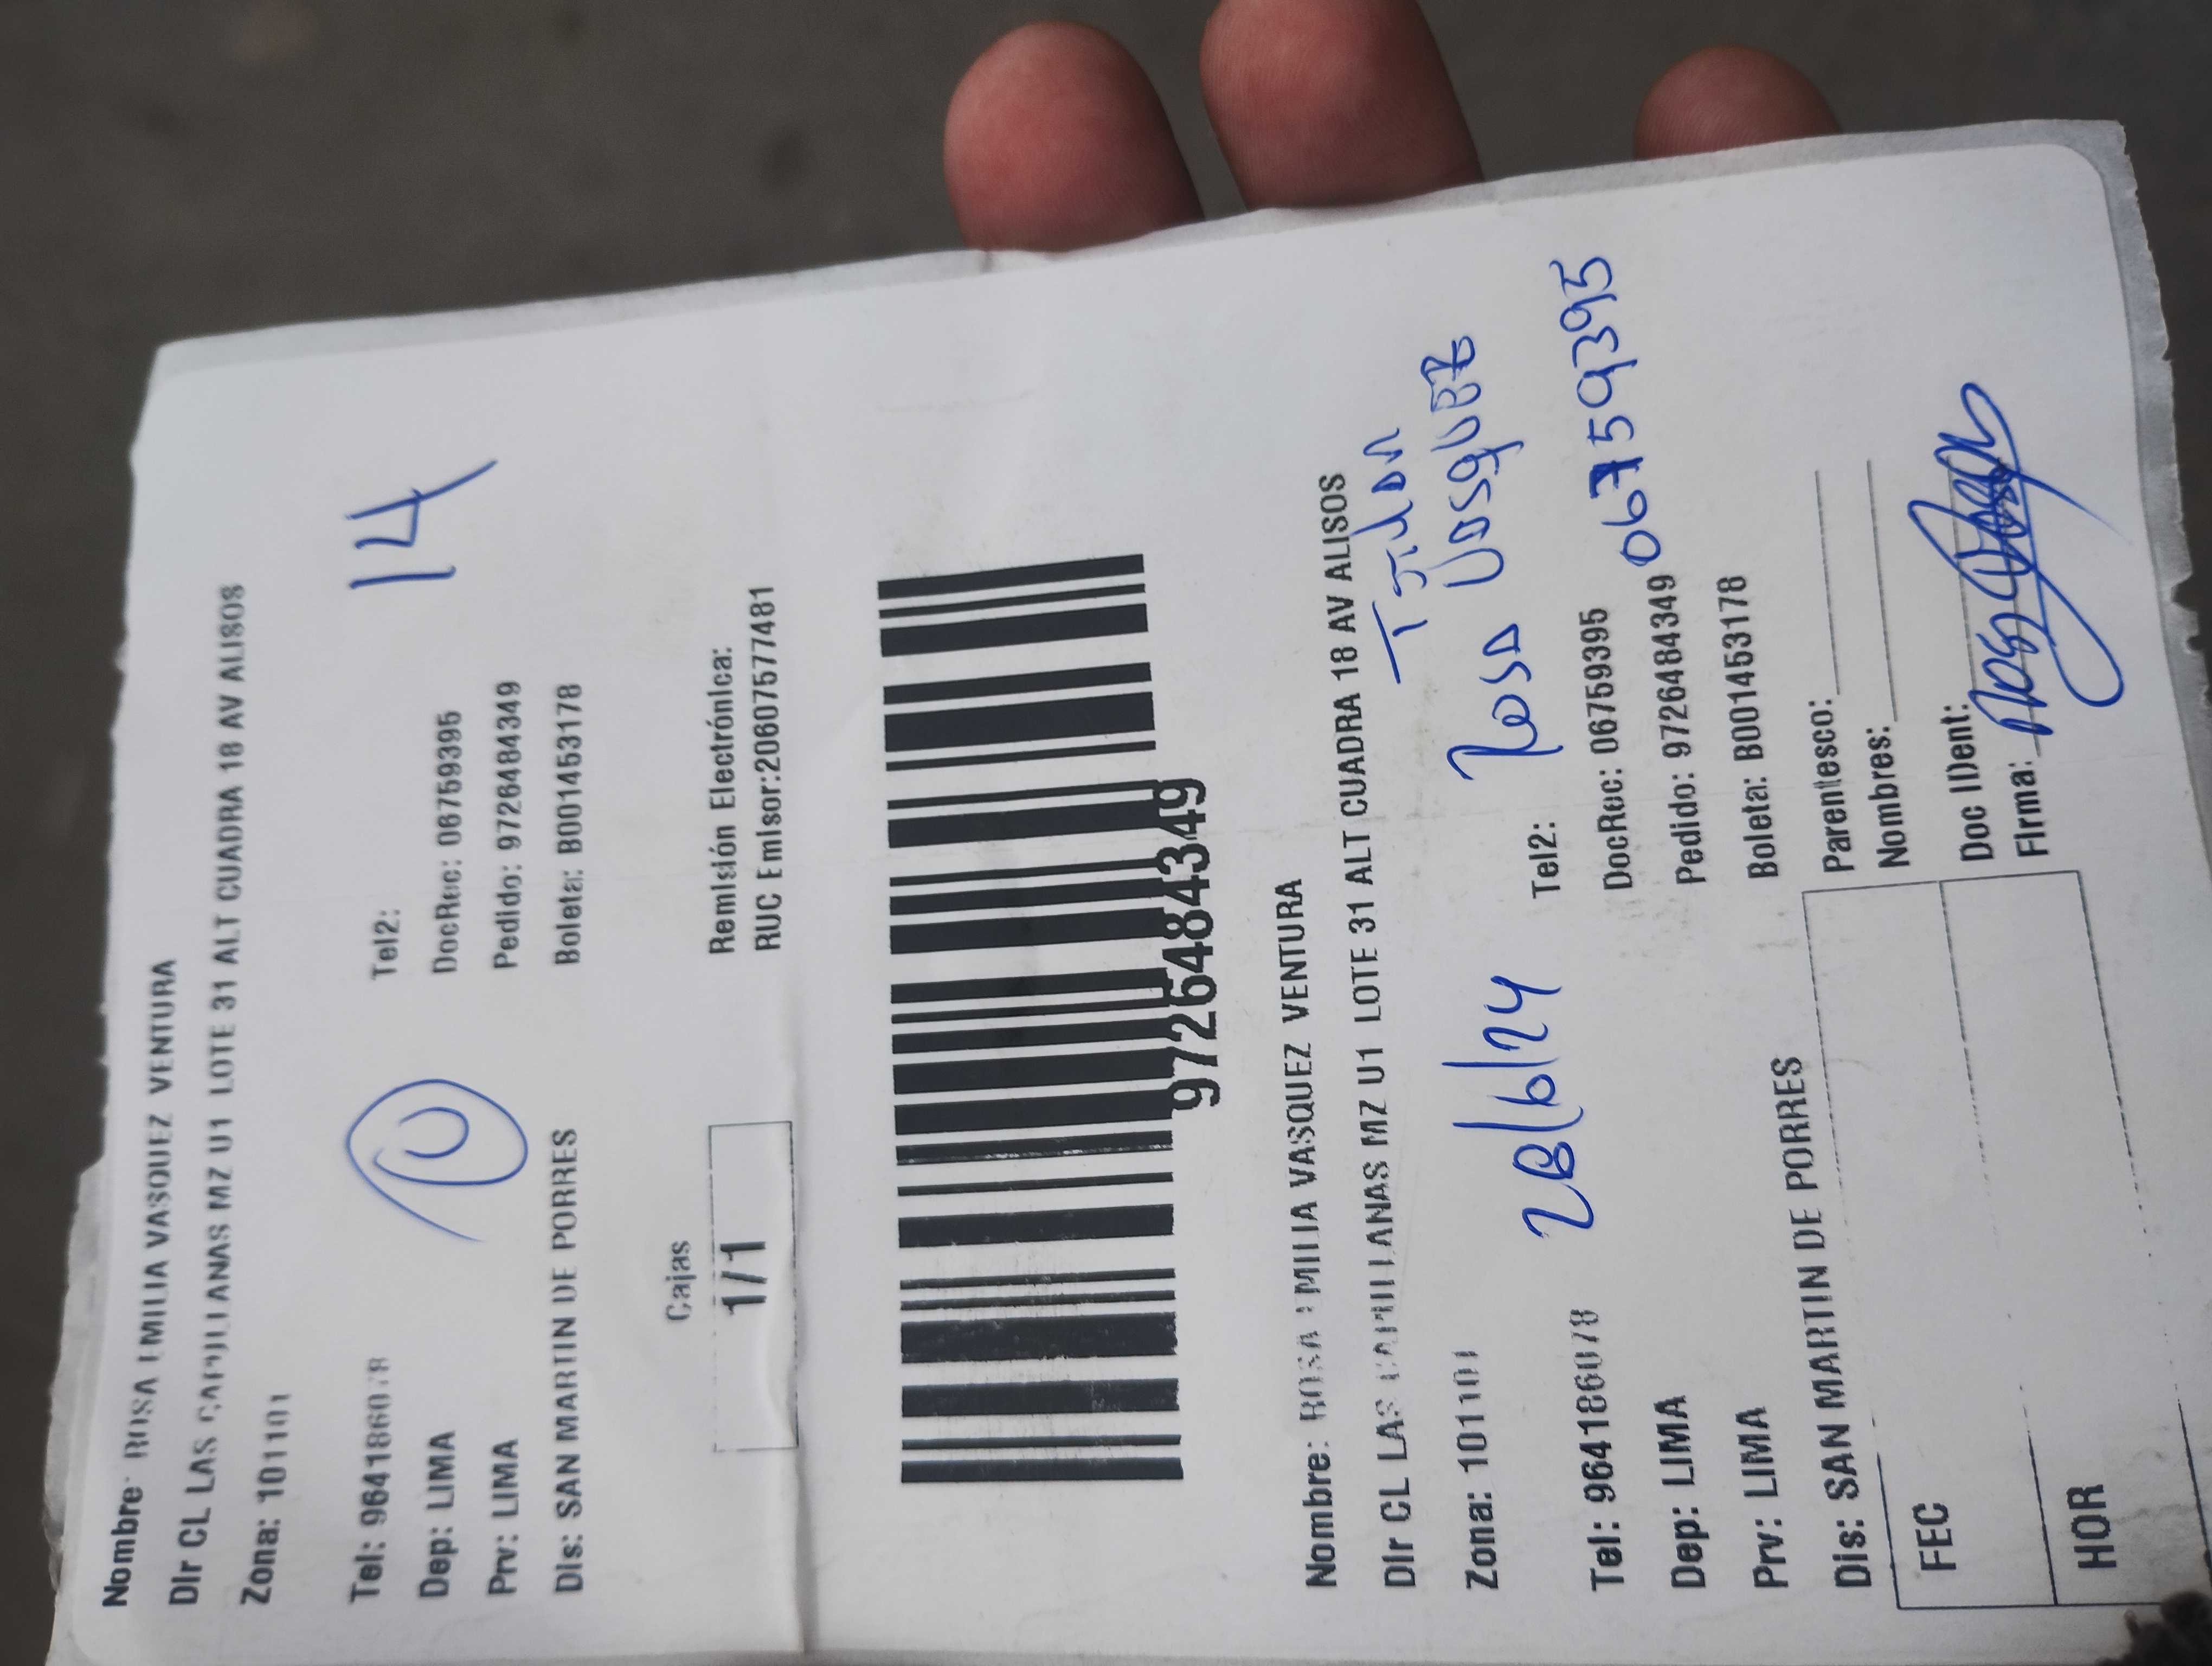 Nombre: ROSA EMILIA VASQUEZ VENTURA
Dir CL LAS CAPULLANAS MZ U1 LOTE 31 ALT CUADRA 18 AV ALISOS
Zona: 101101
14
Tel: 964186078 Tel2:
Dep: LIMA DocRec: 06759395
Prv: LIMA Pedido: 9726484349
Dis: SAN MARTIN DE PORRES Boleta: B001453178
Cajas Remisión Electrónica:
1/1 RUC Emisor:20607577481
9726484349
Nombre: ROSA EMILIA VASQUEZ VENTURA
Dir CL LAS CAPULLANAS MZ U1 LOTE 31 ALT CUADRA 18 AV ALISOS
Zona: 101101 28/6/24 Rosa Vasquez
Tel: 964186078 Tel2:
06759395
Dep: LIMA DocRec: 06759395
Prv: LIMA Pedido: 9726484349
Dis: SAN MARTIN DE PORRES Boleta: B001453178
Parentesco:
FEC Nombres:
Doc IDent:
HOR Firma: